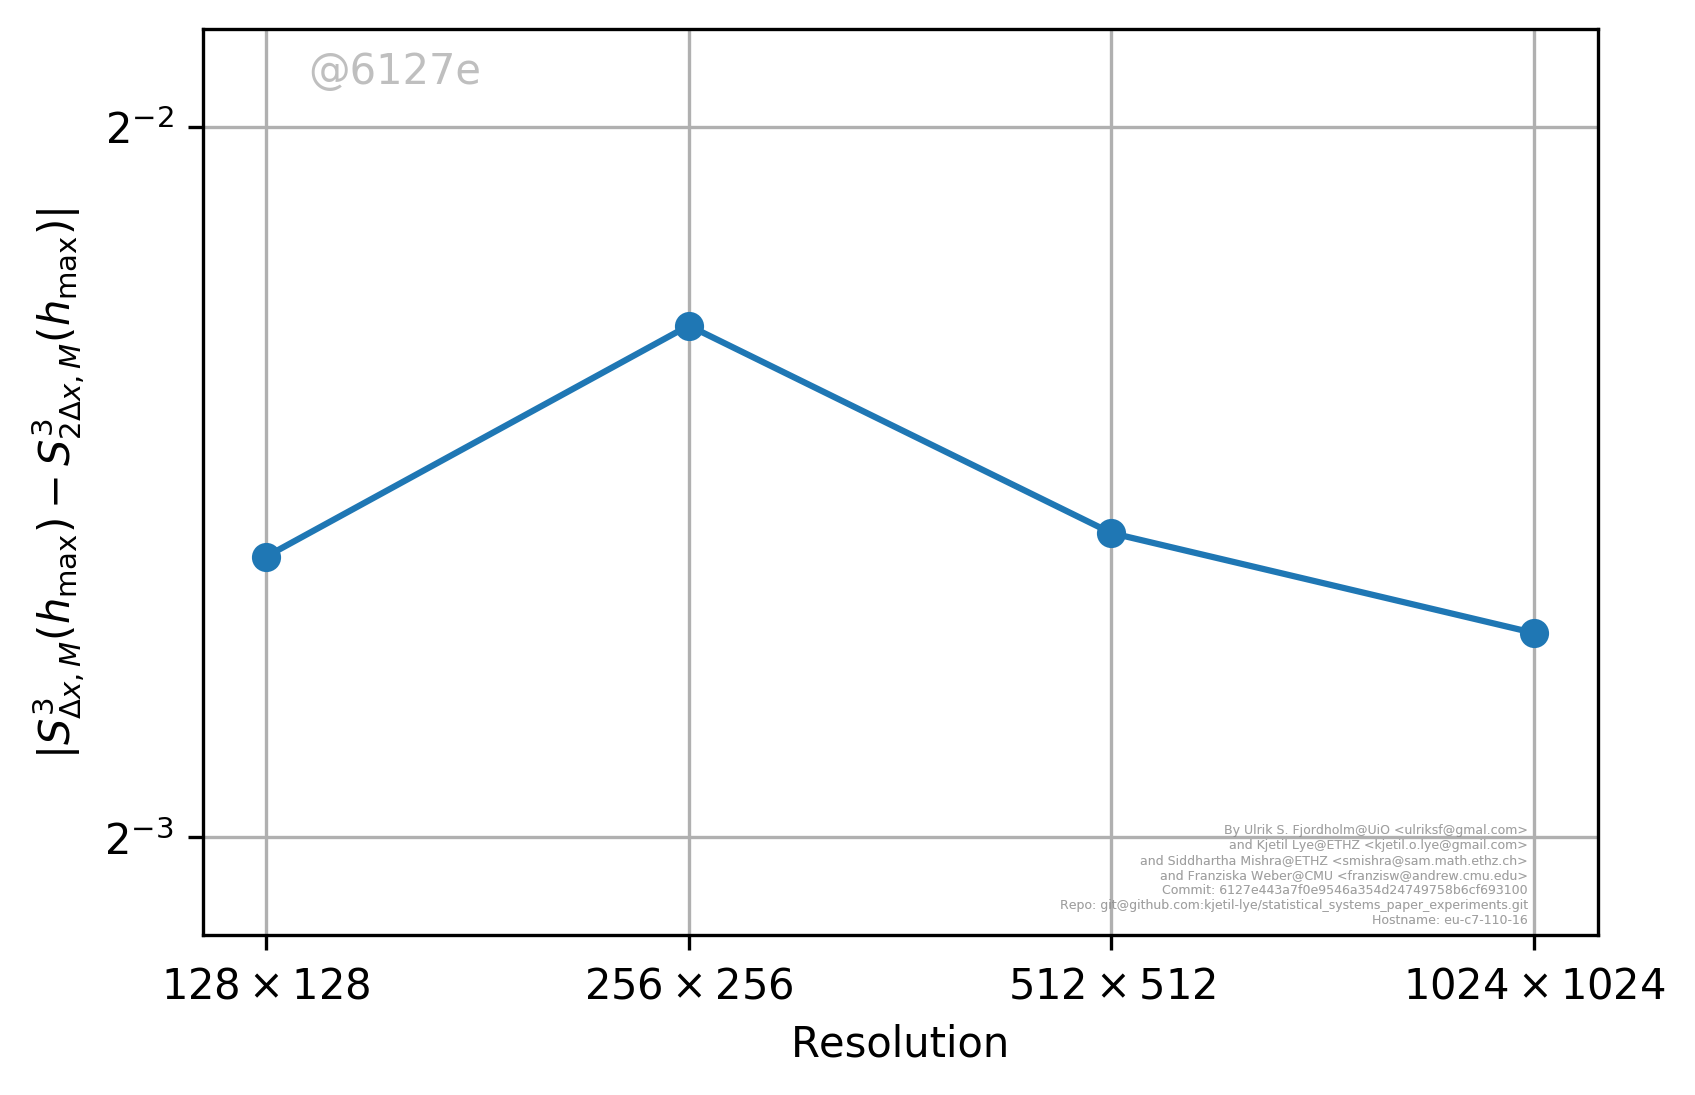 @6127e
2⁻²
|S³_{Δx, M}(h_max) − S³_{2Δx, M}(h_max)|
2⁻³
By Ulrik S. Fjordholm@UiO <ulriksf@gmal.com>
and Kjetil Lye@ETHZ <kjetil.o.lye@gmail.com>
and Siddhartha Mishra@ETHZ <smishra@sam.math.ethz.ch>
and Franziska Weber@CMU <franzisw@andrew.cmu.edu>
Commit: 6127e443a7f0e9546a354d24749758b6cf693100
Repo: git@github.com:kjetil-lye/statistical_systems_paper_experiments.git
Hostname: eu-c7-110-16
128 × 128 256 × 256 512 × 512 1024 × 1024
Resolution